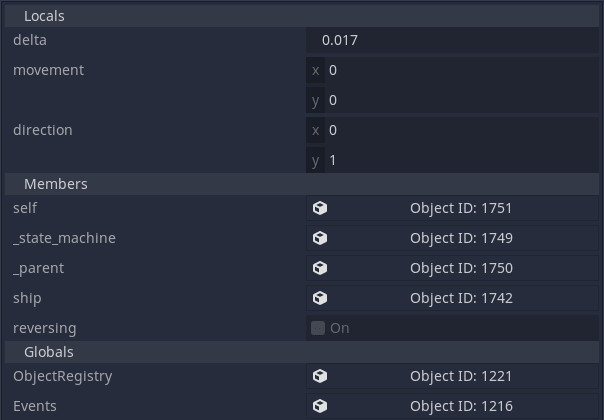 Locals
delta 0.017
movement x 0
y 0
direction x 0
y 1
Members
self Object ID: 1751
_state_machine Object ID: 1749
_parent Object ID: 1750
ship Object ID: 1742
reversing On
Globals
ObjectRegistry Object ID: 1221
Events Object ID: 1216